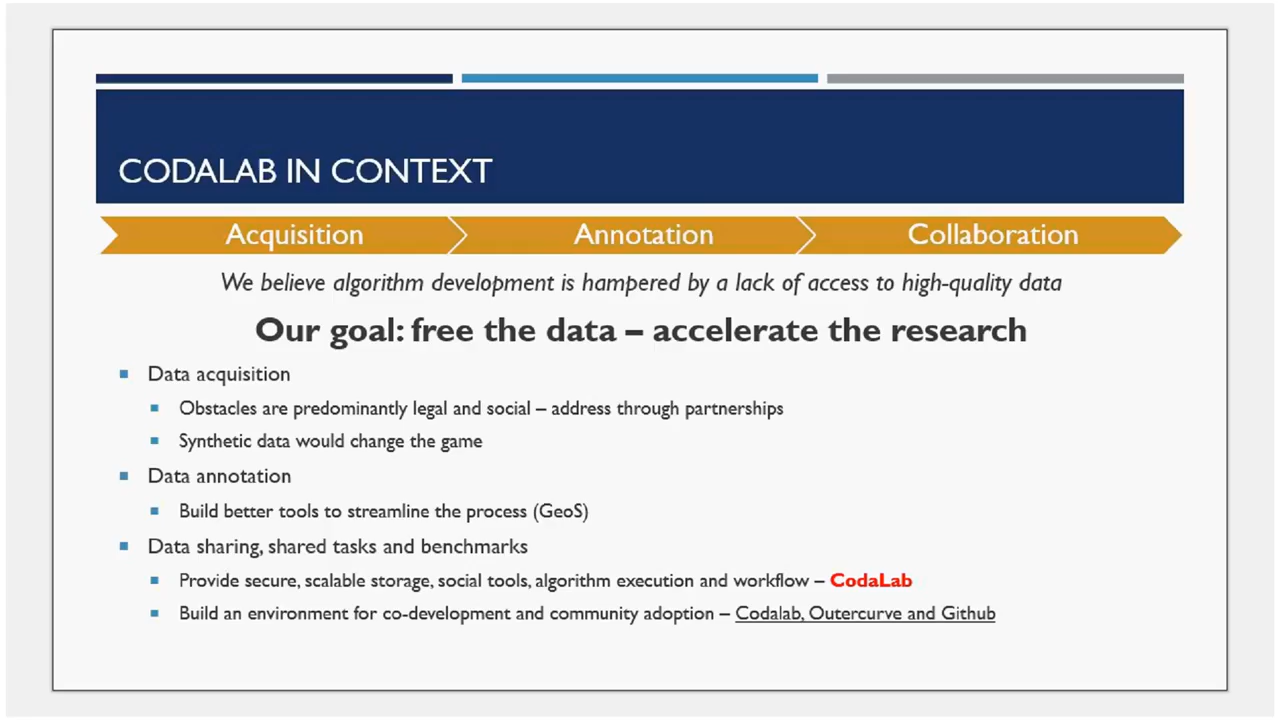 CODALAB IN CONTEXT
Acquisition
Annotation
Collaboration
We believe algorithm development is hampered by a lack of access to high-quality data
Our goal: free the data – accelerate the research
Data acquisition
Obstacles are predominantly legal and social – address through partnerships
Synthetic data would change the game
Data annotation
Build better tools to streamline the process (GeoS)
Data sharing, shared tasks and benchmarks
Provide secure, scalable storage, social tools, algorithm execution and workflow – CodaLab
Build an environment for co-development and community adoption – Codalab, Outercurve and Github